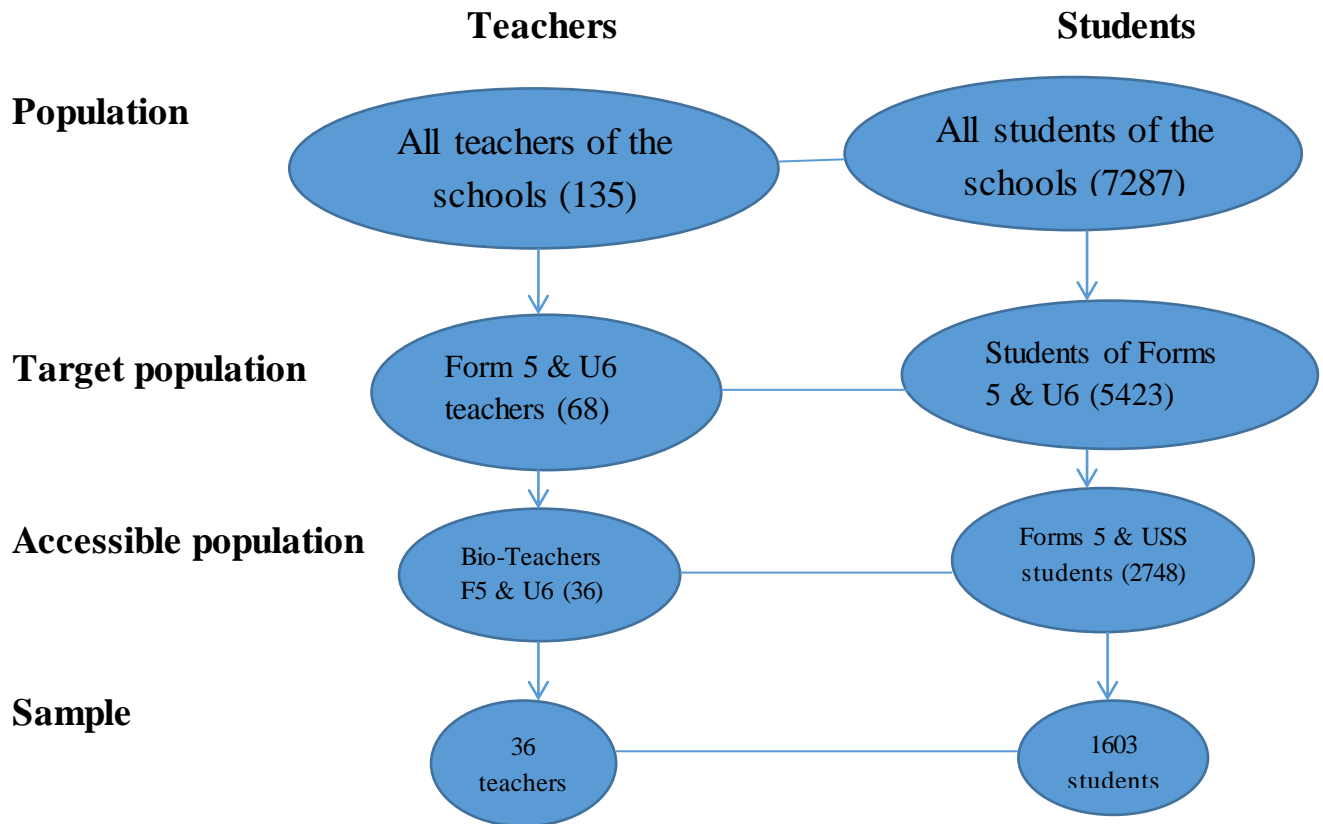 Teachers
Students
Population
All teachers of the
schools (135)
All students of the
schools (7287)
Target population
Form 5 & U6
teachers (68)
Students of Forms
5 & U6 (5423)
Accessible population
Bio-Teachers
F5 & U6 (36)
Forms 5 & USS
students (2748)
Sample
36
teachers
1603
students